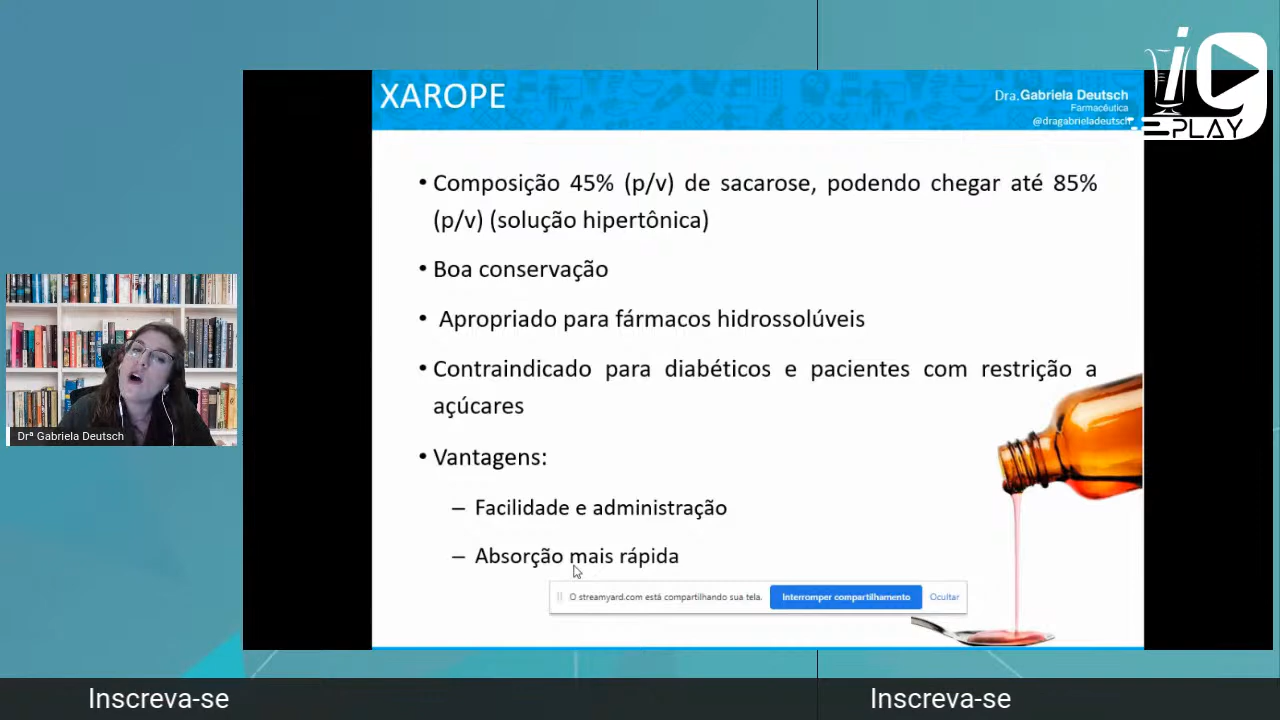 XAROPE
Dra.Gabriela Deutsch
Farmacêutica
@dragabrieladeutsch
iG
PLAY
• Composição 45% (p/v) de sacarose, podendo chegar até 85%
(p/v) (solução hipertônica)
• Boa conservação
• Apropriado para fármacos hidrossolúveis
• Contraindicado para diabéticos e pacientes com restrição a
açúcares
• Vantagens:
– Facilidade e administração
– Absorção mais rápida
O streamyard.com está compartilhando sua tela.
Interromper compartilhamento
Ocultar
Drª Gabriela Deutsch
Inscreva-se
Inscreva-se